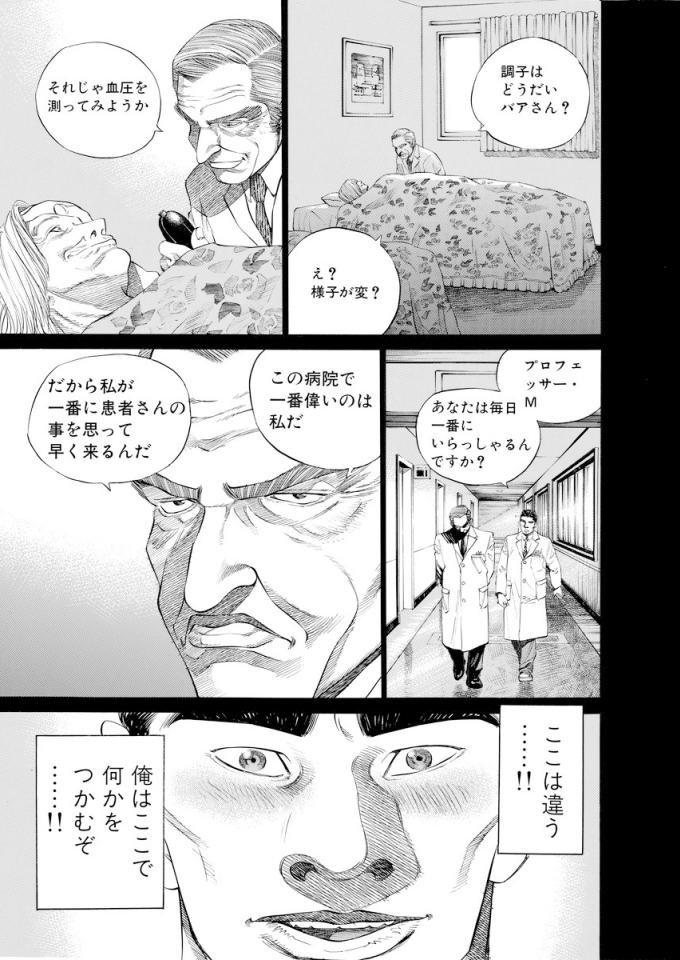 調子は
どうだい
バアさん？
え？
様子が変？
それじゃ血圧を
測ってみようか
プロフェ
ッサー・
M
あなたは毎日
一番に
いらっしゃるん
ですか？
この病院で
一番偉いのは
私だ
だから私が
一番に患者さんの
事を思って
早く来るんだ
ここは違う
……!!
俺はここで
何かを
つかむぞ
……!!